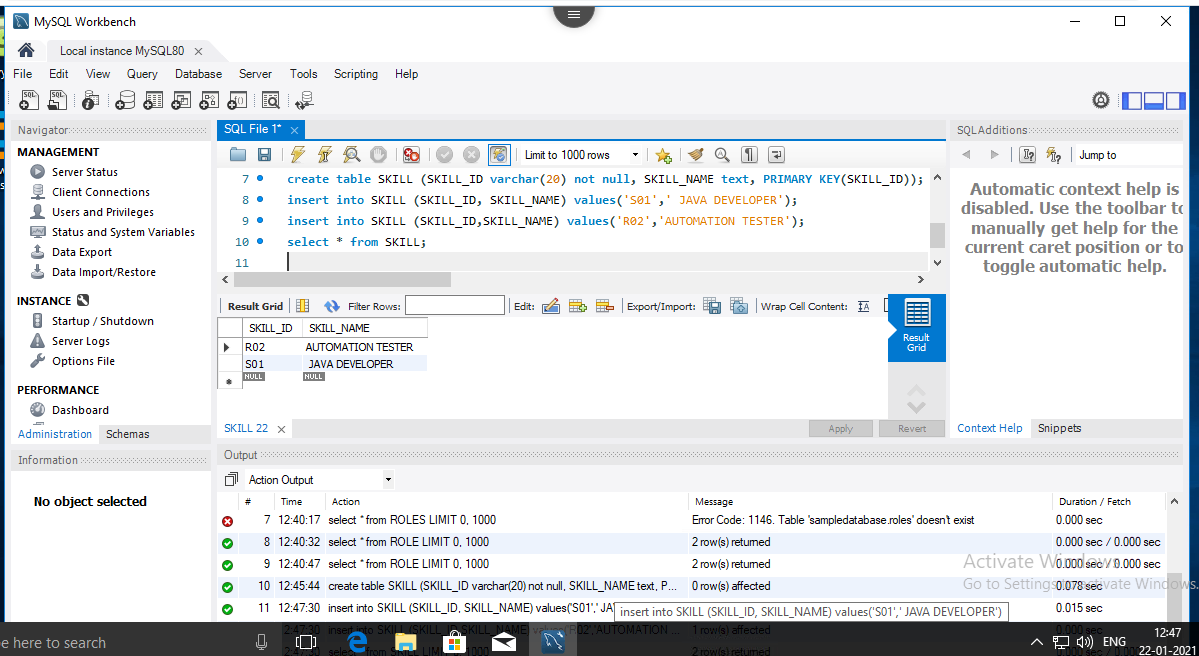 MySQL Workbench
Local instance MySQL80
File Edit View Query Database Server Tools Scripting Help
Navigator
MANAGEMENT
Server Status
Client Connections
Users and Privileges
Status and System Variables
Data Export
Data Import/Restore
INSTANCE
Startup / Shutdown
Server Logs
Options File
PERFORMANCE
Dashboard
Administration Schemas
Information
No object selected
SQL File 1*
Limit to 1000 rows
7 create table SKILL (SKILL_ID varchar(20) not null, SKILL_NAME text, PRIMARY KEY(SKILL_ID));
8 insert into SKILL (SKILL_ID, SKILL_NAME) values('S01',' JAVA DEVELOPER');
9 insert into SKILL (SKILL_ID,SKILL_NAME) values('R02','AUTOMATION TESTER');
10 select * from SKILL;
11
Result Grid Filter Rows: Edit: Export/Import: Wrap Cell Content: IA
SKILL_ID SKILL_NAME
R02 AUTOMATION TESTER
S01 JAVA DEVELOPER
NULL NULL
Result
Grid
SKILL 22
Apply Revert
SQLAdditions
Jump to
Automatic context help is
disabled. Use the toolbar to
manually get help for the
current caret position or to
toggle automatic help.
Context Help Snippets
Output
Action Output
# Time Action Message Duration / Fetch
7 12:40:17 select * from ROLES LIMIT 0, 1000 Error Code: 1146. Table 'sampledatabase.roles' doesn't exist 0.000 sec
8 12:40:32 select * from ROLE LIMIT 0, 1000 2 row(s) returned 0.000 sec / 0.000 sec
9 12:40:47 select * from ROLE LIMIT 0, 1000 2 row(s) returned 0.000 sec / 0.000 sec
10 12:45:44 create table SKILL (SKILL_ID varchar(20) not null, SKILL_NAME text, P... 0 row(s) affected 0.078 sec
11 12:47:30 insert into SKILL (SKILL_ID, SKILL_NAME) values('S01',' JA 0.015 sec
insert into SKILL (SKILL_ID, SKILL_NAME) values('S01',' JAVA DEVELOPER')
2:47:30 insert into SKILL (SKILL_ID,SKILL_NAME) values('R02','AUTOMATION ... 1 row(s) affected
2 row(s) returned
Activate Windows
Go to Settings to activate Windows.
e here to search
ENG
12:47
22-01-2021